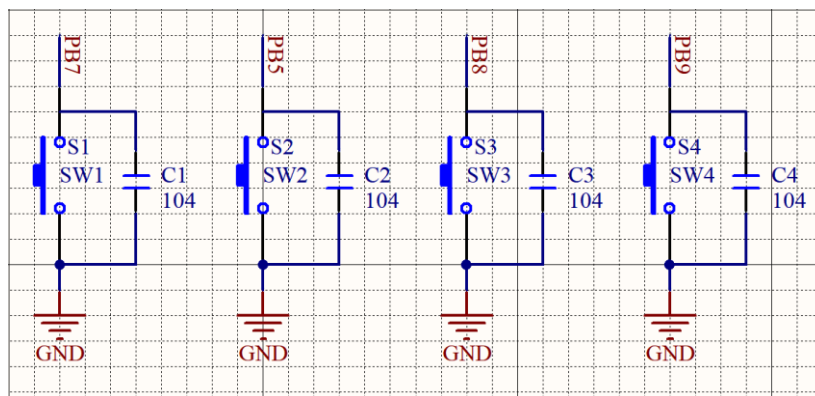 PB7
PB5
PB8
PB9
S1
S2
S3
S4
SW1
C1
SW2
C2
SW3
C3
SW4
C4
104
104
104
104
GND
GND
GND
GND